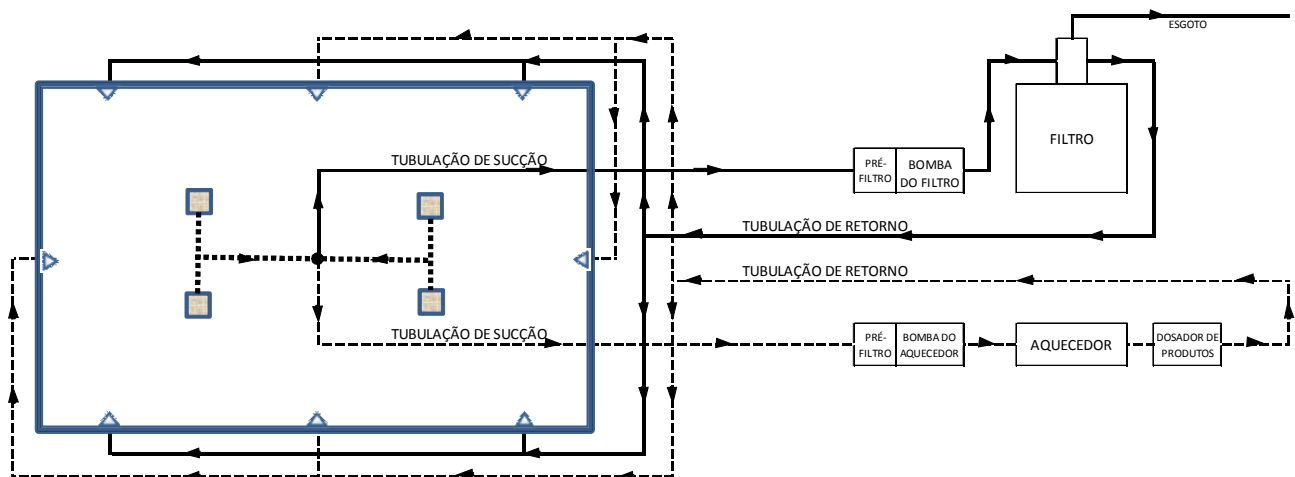 ESGOTO
FILTRO
TUBULAÇÃO DE SUCÇÃO
PRÉ-
FILTRO
BOMBA
DO FILTRO
TUBULAÇÃO DE RETORNO
TUBULAÇÃO DE RETORNO
TUBULAÇÃO DE SUCÇÃO
PRÉ-
FILTRO
BOMBA DO
AQUECEDOR
AQUECEDOR
DOSADOR DE
PRODUTOS